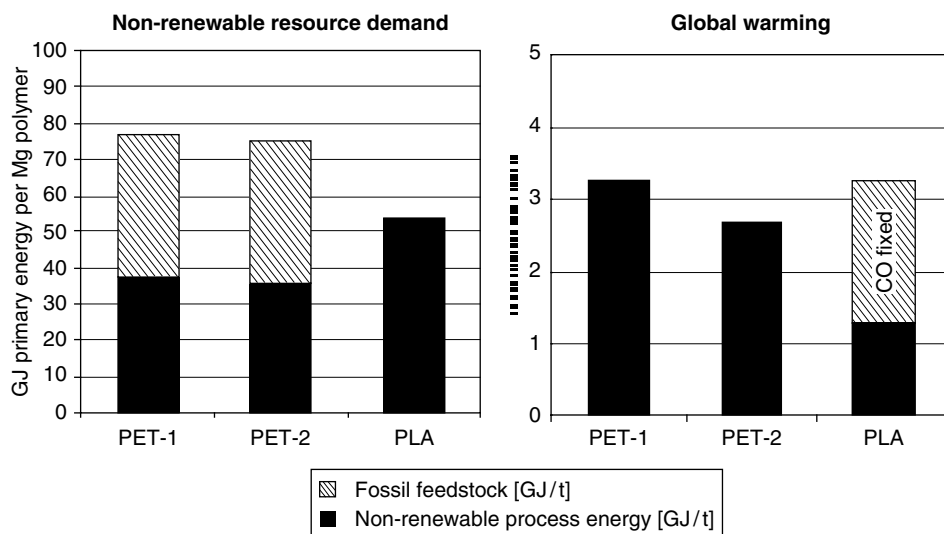 Non-renewable resource demand
GJ primary energy per Mg polymer
100
90
80
70
60
50
40
30
20
10
0
PET-1 PET-2 PLA
Global warming
5
4
3
2
1
0
CO fixed
PET-1 PET-2 PLA
Fossil feedstock [GJ/t]
Non-renewable process energy [GJ/t]